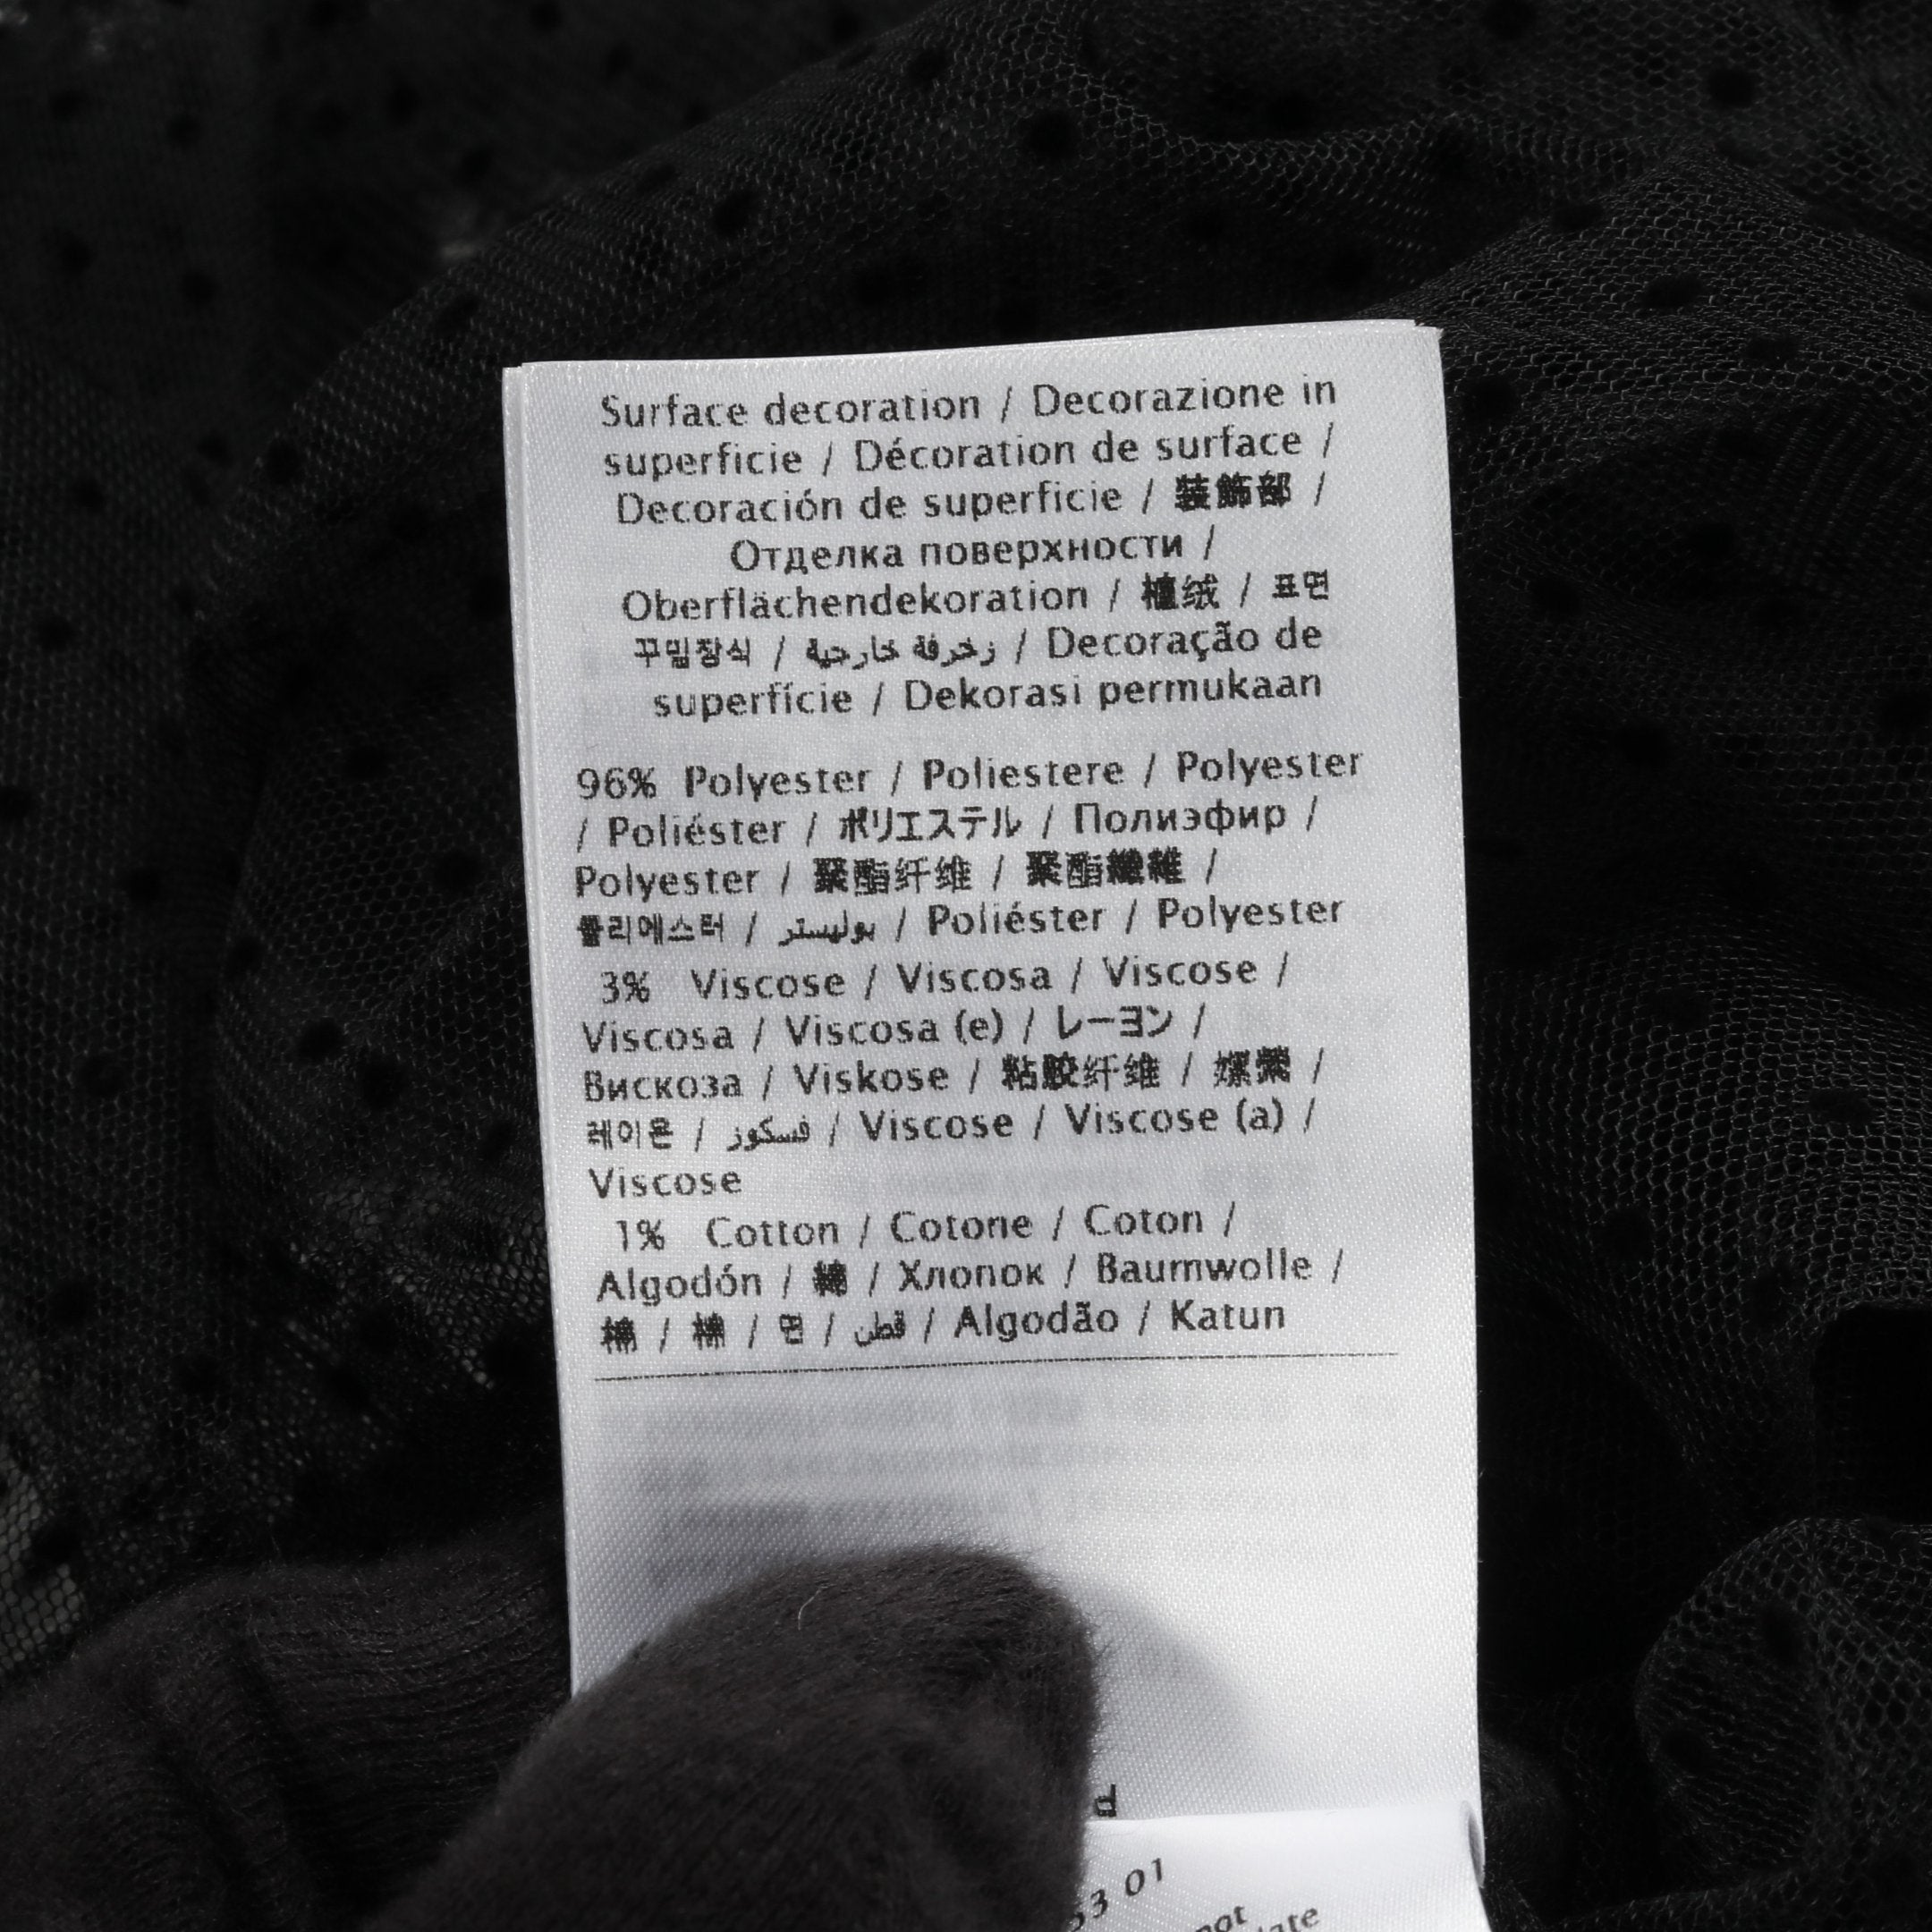 Surface decoration / Decorazione in
superficie / Décoration de surface /
Decoración de superficie / 装飾部 /
Отделка поверхности /
Oberflächendekoration / 植绒 / 표면
꾸밈장식 / زخرفة خارجية / Decoração de
superfície / Dekorasi permukaan
96% Polyester / Poliestere / Polyester
/ Poliéster / ポリエステル / Полиэфир /
Polyester / 聚酯纤维 / 聚酯纖維 /
폴리에스터 / بوليستر / Poliéster / Polyester
3% Viscose / Viscosa / Viscose /
Viscosa / Viscosa (e) / レーヨン /
Вискоза / Viskose / 粘胶纤维 / 嫘縈 /
레이온 / فسكوز / Viscose / Viscose (a) /
Viscose
1% Cotton / Cotone / Coton /
Algodón / 綿 / Хлопок / Baumwolle /
棉 / 棉 / 면 / قطن / Algodão / Katun
53 01